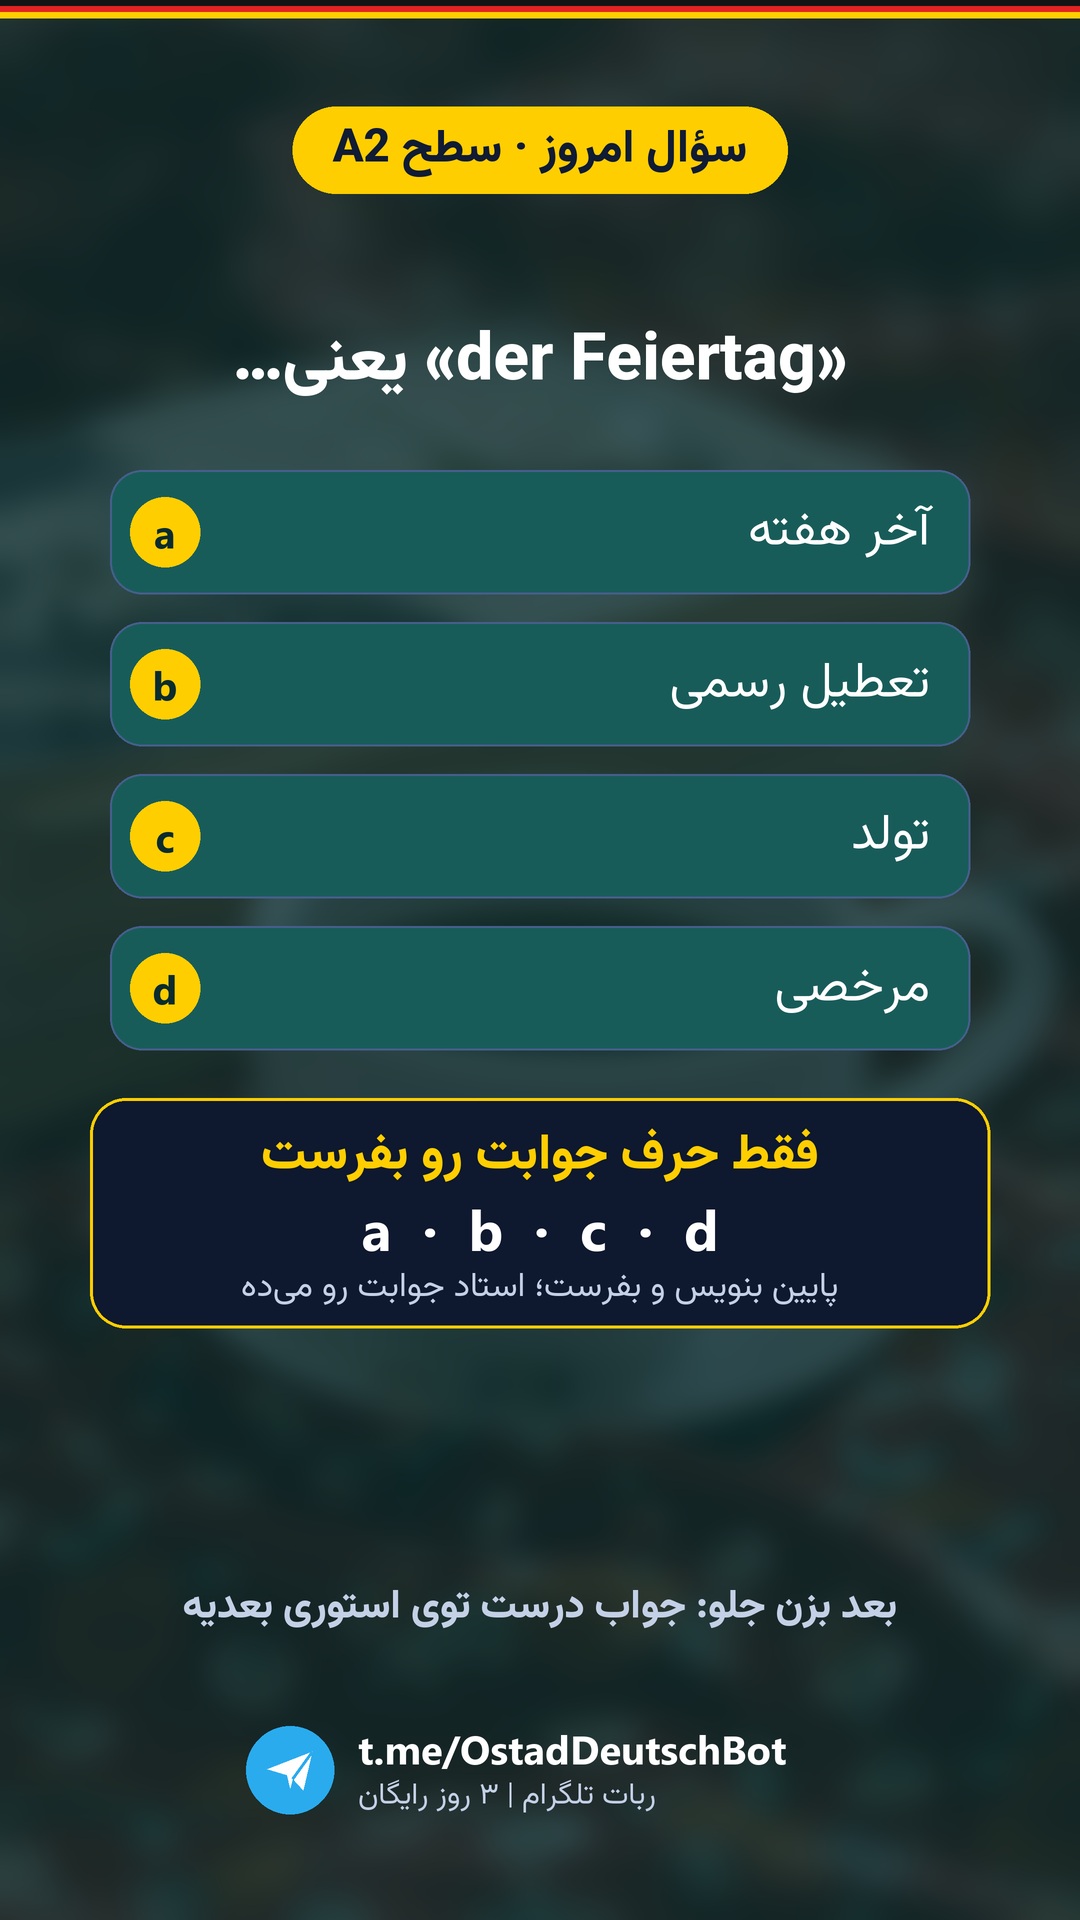 سؤال امروز · سطح A2
«der Feiertag» یعنی...
a آخر هفته
b تعطیل رسمی
c تولد
d مرخصی
فقط حرف جوابت رو بفرست
a · b · c · d
پایین بنویس و بفرست؛ استاد جوابت رو می‌ده
بعد بزن جلو: جواب درست توی استوری بعدیه
t.me/OstadDeutschBot
ربات تلگرام | ۳ روز رایگان